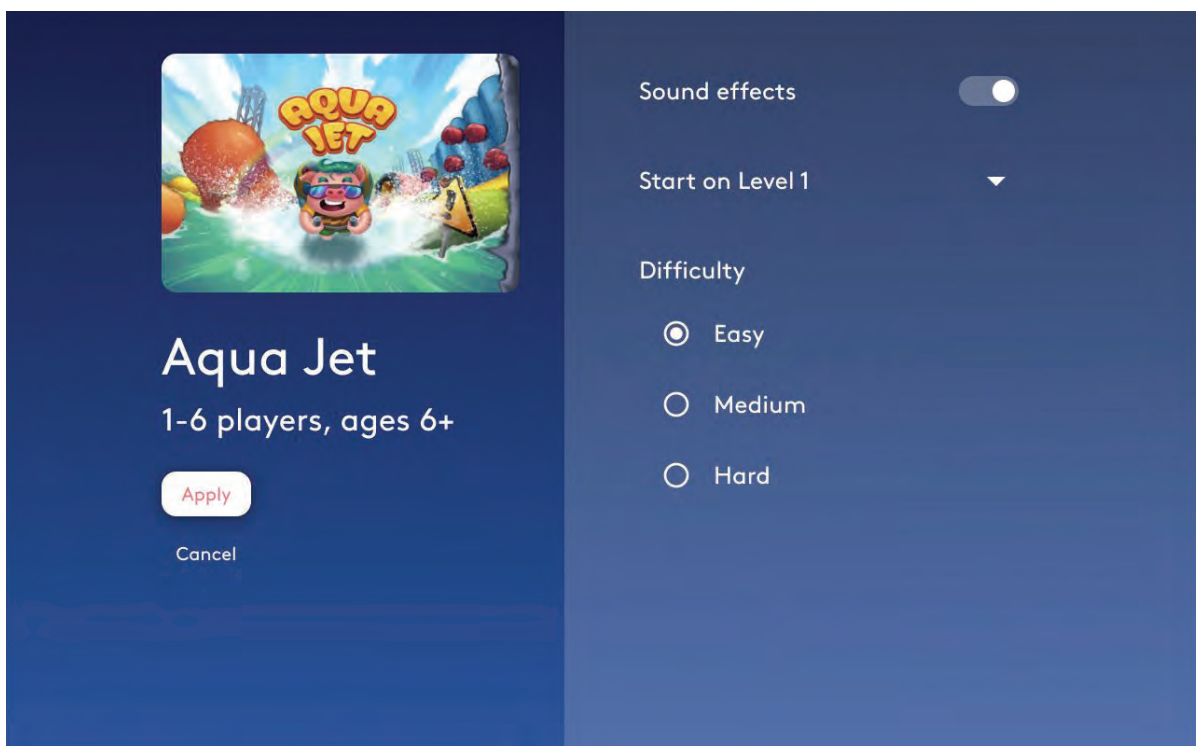 AQUA
JET
Aqua Jet
1-6 players, ages 6+
Apply
Cancel
Sound effects
Start on Level 1
Difficulty
Easy
Medium
Hard